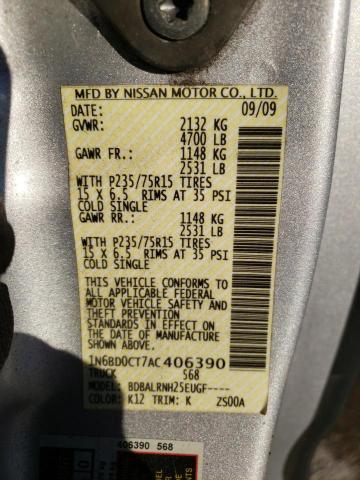 MFD BY NISSAN MOTOR CO., LTD.
DATE: 09/09
GVWR: 2132 KG
4700 LB
GAWR FR.: 1148 KG
2531 LB
WITH P235/75R15 TIRES
15 X 6.5 RIMS AT 35 PSI
COLD SINGLE
GAWR RR.: 1148 KG
2531 LB
WITH P235/75R15 TIRES
15 X 6.5 RIMS AT 35 PSI
COLD SINGLE
THIS VEHICLE CONFORMS TO
ALL APPLICABLE FEDERAL
MOTOR VEHICLE SAFETY AND
THEFT PREVENTION
STANDARDS IN EFFECT ON THE
DATE OF MANUFACTURE
SHOWN ABOVE.
1N6BD0CT7AC406390
TRUCK 568
MODEL: BDBALRNH25EUGF----
COLOR: K12 TRIM: K ZS00A
406390 568